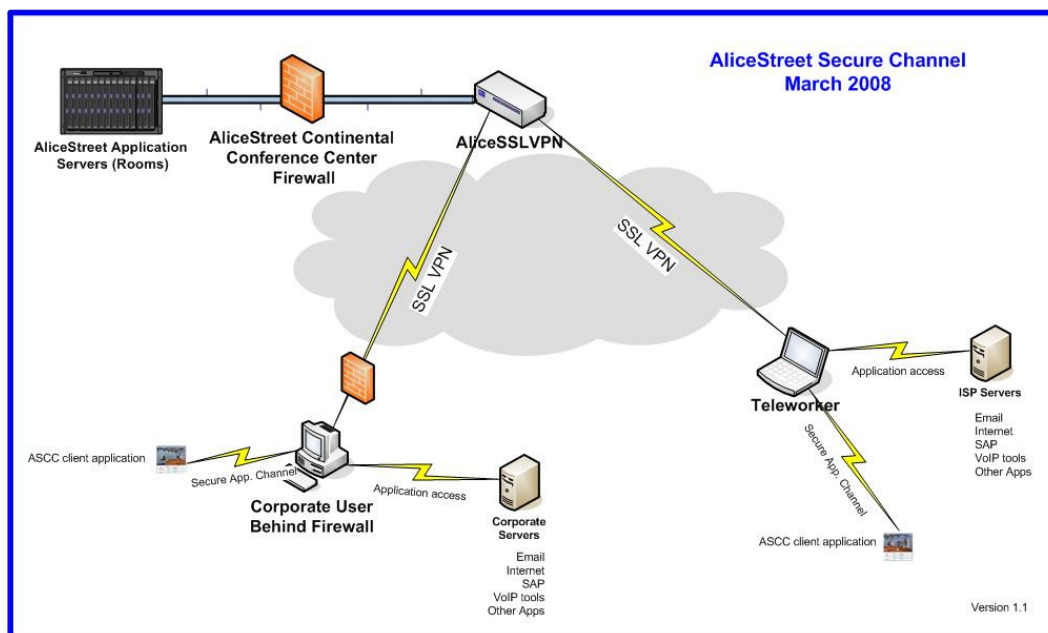 AliceStreet Secure Channel
March 2008
AliceStreet Application
Servers (Rooms)
AliceStreet Continental
Conference Center
Firewall
AliceSSLVPN
SSL VPN
SSL VPN
ASCC client application
Secure App. Channel
Corporate User
Behind Firewall
Application access
Corporate
Servers
Email
Internet
SAP
VoIP tools
Other Apps
Teleworker
Application access
ISP Servers
Email
Internet
SAP
VoIP tools
Other Apps
Secure App. Channel
ASCC client application
Version 1.1